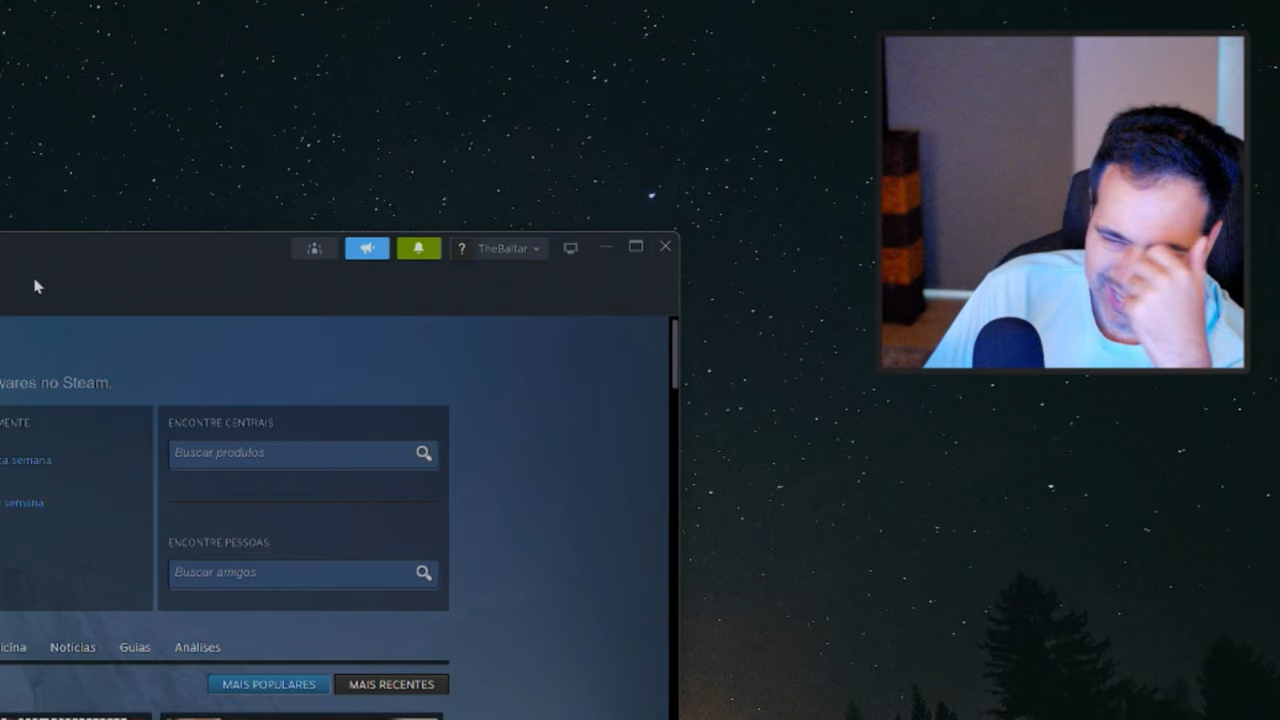 ? TheBaltar
wares no Steam.
MENTE
ENCONTRE CENTRAIS
Buscar produtos
ta semana
semana
ENCONTRE PESSOAS
Buscar amigos
icina Notícias Guias Análises
MAIS POPULARES MAIS RECENTES